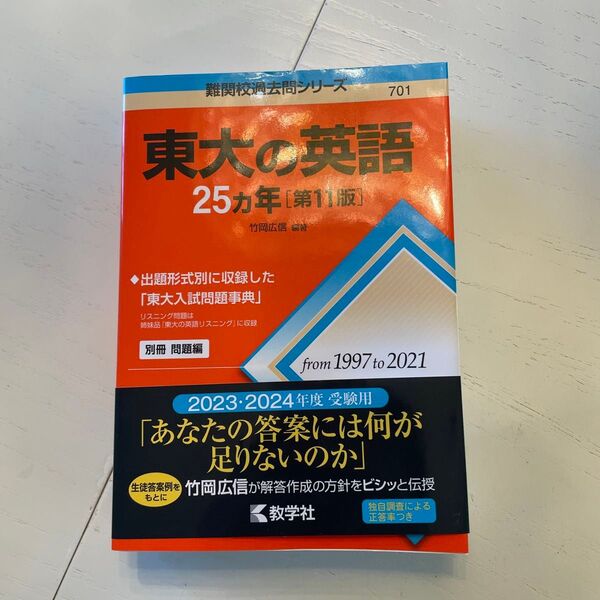 難関校過去問シリーズ
701
東大の英語
25カ年[第11版]
竹岡広信 編著
◆出題形式別に収録した
「東大入試問題事典」
リスニング問題は
姉妹品『東大の英語リスニング』に収録
別冊 問題編
from 1997 to 2021
2023・2024年度 受験用
「あなたの答案には何が
足りないのか」
生徒答案例を
もとに
竹岡広信が解答作成の方針をビシッと伝授
教学社
独自調査による
正答率つき